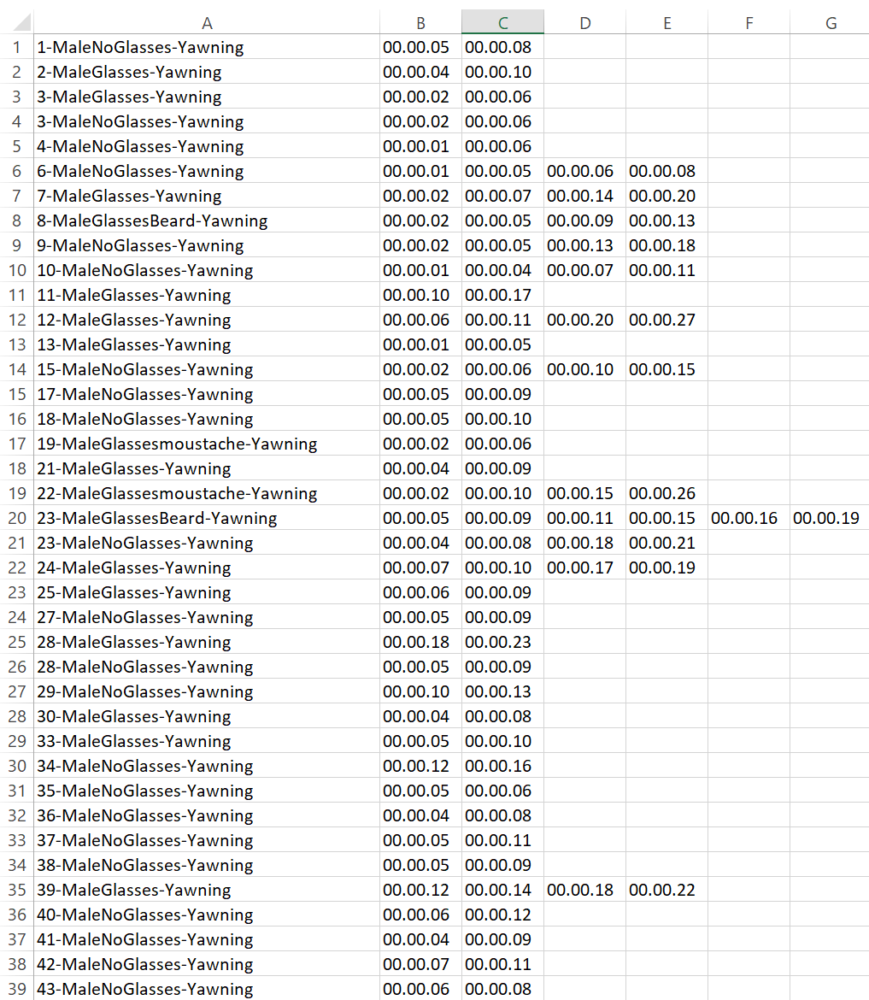 A B C D E F G
1 1-MaleNoGlasses-Yawning 00.00.05 00.00.08
2 2-MaleGlasses-Yawning 00.00.04 00.00.10
3 3-MaleGlasses-Yawning 00.00.02 00.00.06
4 3-MaleNoGlasses-Yawning 00.00.02 00.00.06
5 4-MaleNoGlasses-Yawning 00.00.01 00.00.06
6 6-MaleNoGlasses-Yawning 00.00.01 00.00.05 00.00.06 00.00.08
7 7-MaleGlasses-Yawning 00.00.02 00.00.07 00.00.14 00.00.20
8 8-MaleGlassesBeard-Yawning 00.00.02 00.00.05 00.00.09 00.00.13
9 9-MaleNoGlasses-Yawning 00.00.02 00.00.05 00.00.13 00.00.18
10 10-MaleNoGlasses-Yawning 00.00.01 00.00.04 00.00.07 00.00.11
11 11-MaleGlasses-Yawning 00.00.10 00.00.17
12 12-MaleGlasses-Yawning 00.00.06 00.00.11 00.00.20 00.00.27
13 13-MaleGlasses-Yawning 00.00.01 00.00.05
14 15-MaleNoGlasses-Yawning 00.00.02 00.00.06 00.00.10 00.00.15
15 17-MaleNoGlasses-Yawning 00.00.05 00.00.09
16 18-MaleNoGlasses-Yawning 00.00.05 00.00.10
17 19-MaleGlassesmoustache-Yawning 00.00.02 00.00.06
18 21-MaleGlasses-Yawning 00.00.04 00.00.09
19 22-MaleGlassesmoustache-Yawning 00.00.02 00.00.10 00.00.15 00.00.26
20 23-MaleGlassesBeard-Yawning 00.00.05 00.00.09 00.00.11 00.00.15 00.00.16 00.00.19
21 23-MaleNoGlasses-Yawning 00.00.04 00.00.08 00.00.18 00.00.21
22 24-MaleGlasses-Yawning 00.00.07 00.00.10 00.00.17 00.00.19
23 25-MaleGlasses-Yawning 00.00.06 00.00.09
24 27-MaleNoGlasses-Yawning 00.00.05 00.00.09
25 28-MaleGlasses-Yawning 00.00.18 00.00.23
26 28-MaleNoGlasses-Yawning 00.00.05 00.00.09
27 29-MaleNoGlasses-Yawning 00.00.10 00.00.13
28 30-MaleGlasses-Yawning 00.00.04 00.00.08
29 33-MaleGlasses-Yawning 00.00.05 00.00.10
30 34-MaleNoGlasses-Yawning 00.00.12 00.00.16
31 35-MaleNoGlasses-Yawning 00.00.05 00.00.06
32 36-MaleNoGlasses-Yawning 00.00.04 00.00.08
33 37-MaleNoGlasses-Yawning 00.00.05 00.00.11
34 38-MaleNoGlasses-Yawning 00.00.05 00.00.09
35 39-MaleGlasses-Yawning 00.00.12 00.00.14 00.00.18 00.00.22
36 40-MaleNoGlasses-Yawning 00.00.06 00.00.12
37 41-MaleNoGlasses-Yawning 00.00.04 00.00.09
38 42-MaleNoGlasses-Yawning 00.00.07 00.00.11
39 43-MaleNoGlasses-Yawning 00.00.06 00.00.08